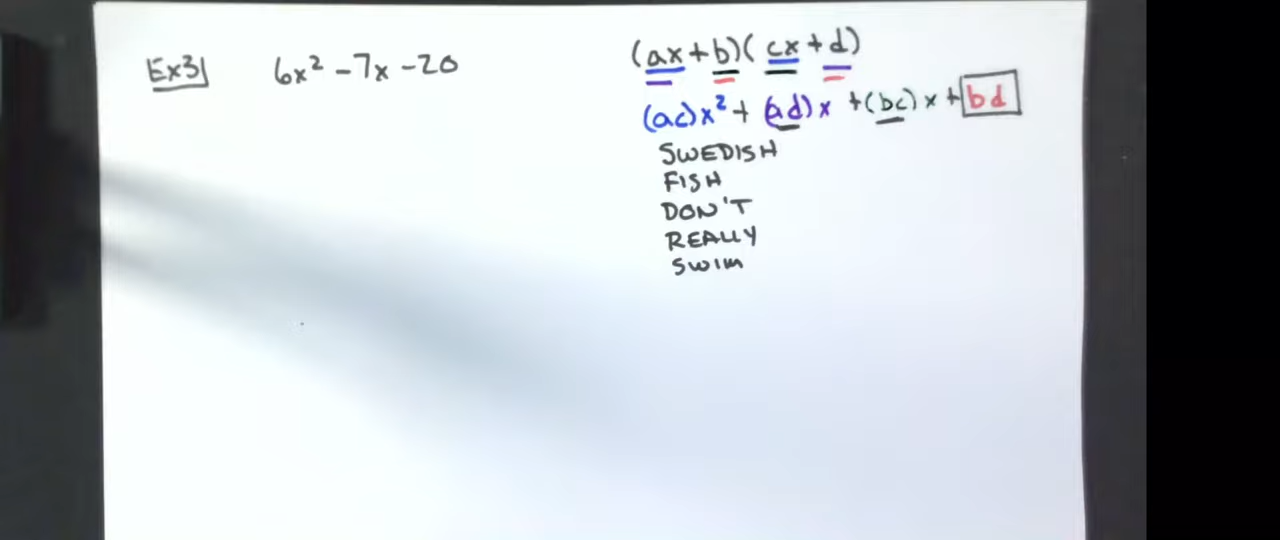 Ex3
6x² - 7x - 20
(ax + b)(cx + d)
(ac)x² + (ad)x + (bc)x + bd
SWEDISH
FISH
DON'T
REALLY
SWIM